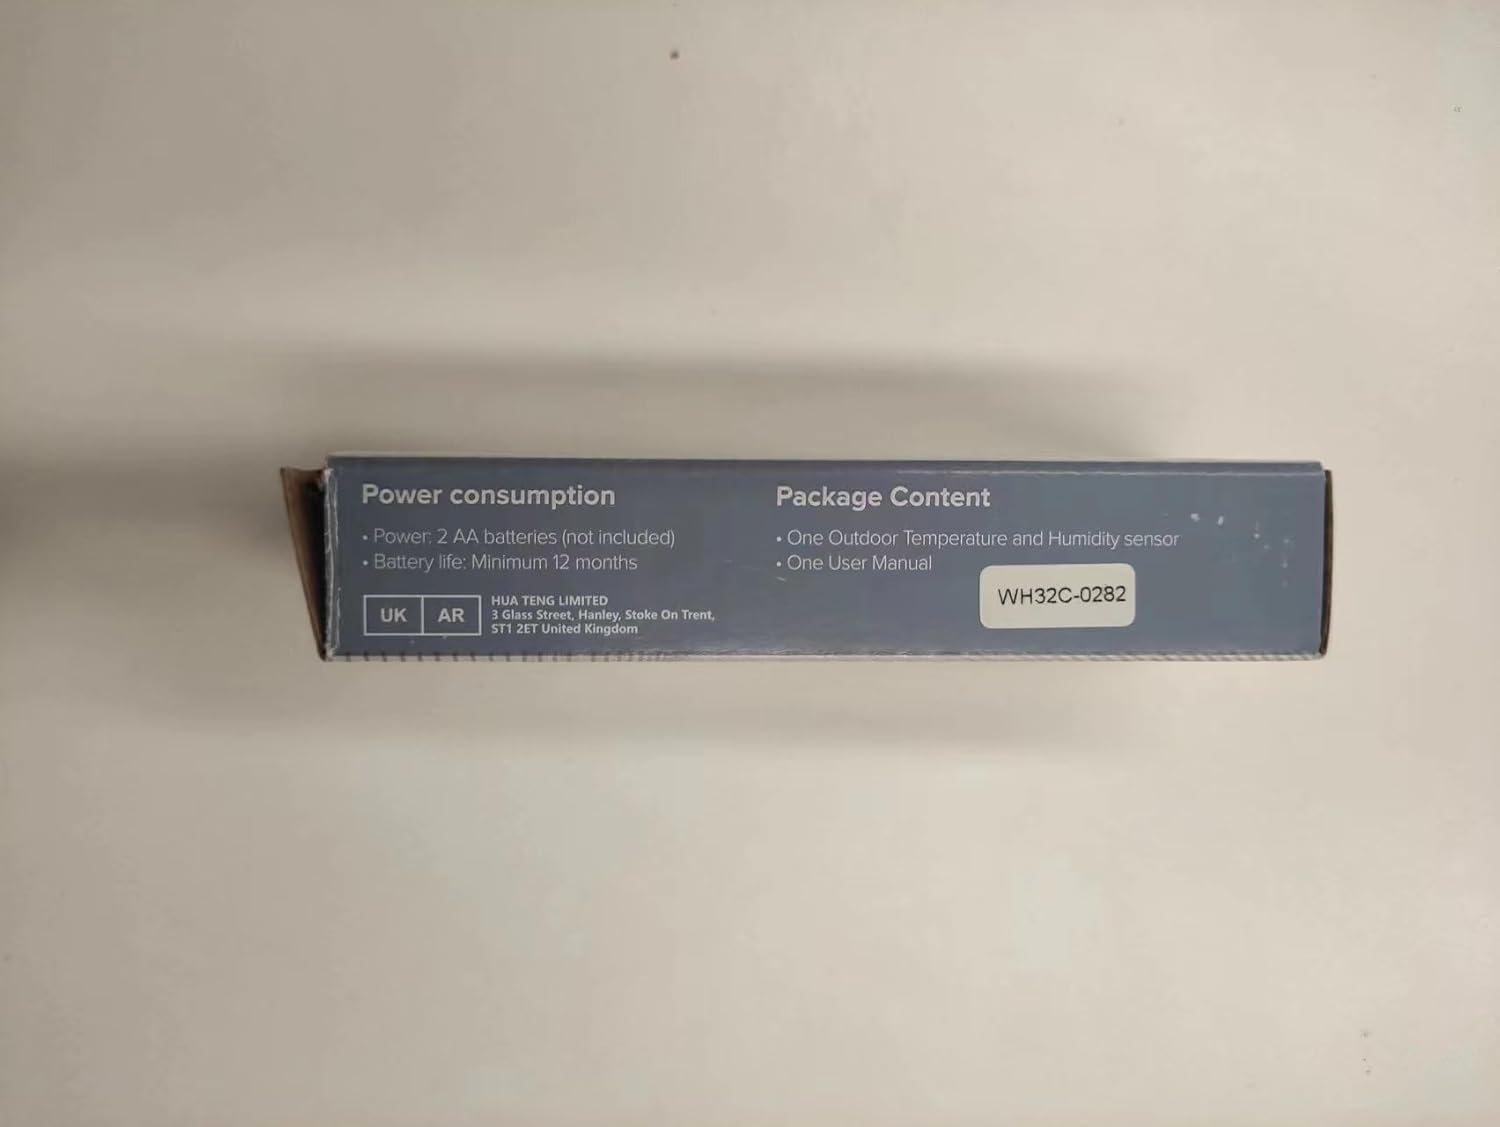 Power consumption
• Power: 2 AA batteries (not included)
• Battery life: Minimum 12 months
UK AR
HUA TENG LIMITED
3 Glass Street, Hanley, Stoke On Trent,
ST1 2ET United Kingdom
Package Content
• One Outdoor Temperature and Humidity sensor
• One User Manual
WH32C-0282